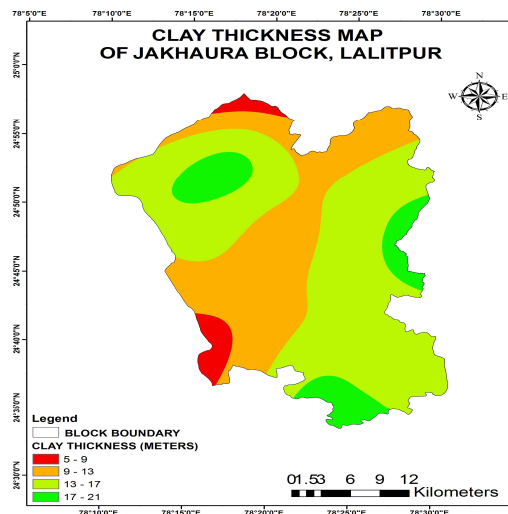 78°5'0"E 78°10'0"E 78°15'0"E 78°20'0"E 78°25'0"E 78°30'0"E
CLAY THICKNESS MAP
OF JAKHAURA BLOCK, LALITPUR
N
W E
S
25°0'0"N
24°55'0"N
24°50'0"N
24°45'0"N
24°40'0"N
24°35'0"N
24°30'0"N
Legend
BLOCK BOUNDARY
CLAY THICKNESS (METERS)
5 - 9
9 - 13
13 - 17
17 - 21
01.53 6 9 12
Kilometers
78°10'0"E 78°15'0"E 78°20'0"E 78°25'0"E 78°30'0"E